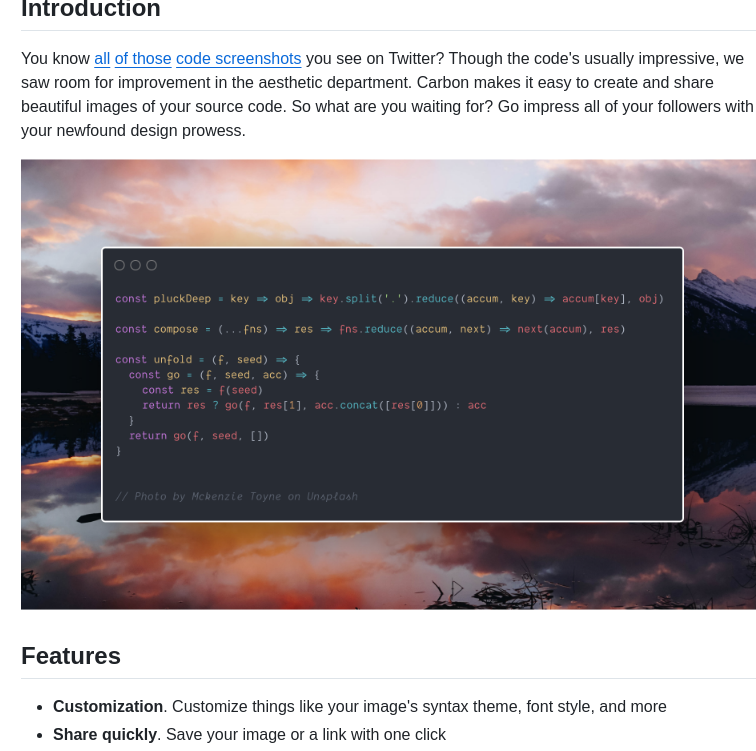 Introduction
You know all of those code screenshots you see on Twitter? Though the code's usually impressive, we
saw room for improvement in the aesthetic department. Carbon makes it easy to create and share
beautiful images of your source code. So what are you waiting for? Go impress all of your followers with
your newfound design prowess.
const pluckDeep = key => obj => key.split('.').reduce((accum, key) => accum[key], obj)
const compose = (...fns) => res => fns.reduce((accum, next) => next(accum), res)
const unfold = (f, seed) => {
  const go = (f, seed, acc) => {
    const res = f(seed)
    return res ? go(f, res[1], acc.concat([res[0]])) : acc
  }
  return go(f, seed, [])
}
// Photo by Mckenzie Toyne on Unsplash
Features
• Customization. Customize things like your image's syntax theme, font style, and more
• Share quickly. Save your image or a link with one click